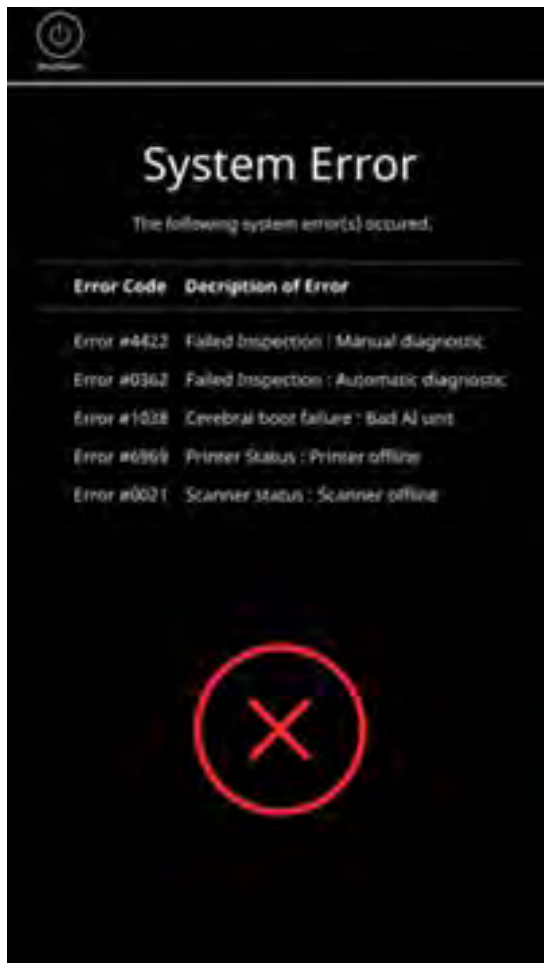 System Error
The following system error(s) occured.
Error Code Decription of Error
Error #4422 Failed Inspection : Manual diagnostic
Error #0362 Failed Inspection : Automatic diagnostic
Error #1028 Cerebral boot failure : Bad AI unit
Error #6969 Printer Status : Printer offline
Error #0021 Scanner status : Scanner offline